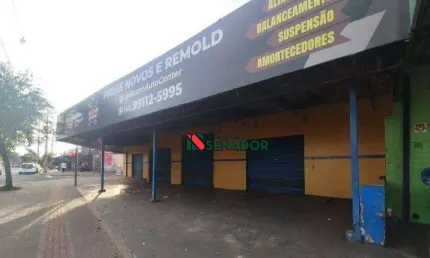 PNEUS NOVOS E REMOLD
99112-5995
BALANCEAMENTO
SUSPENSÃO
AMORTECEDORES
SENADOR